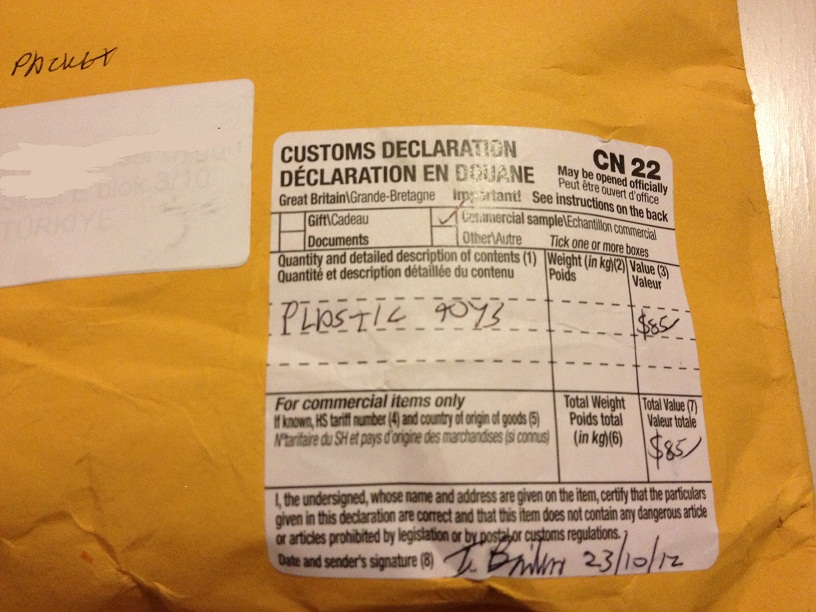 PACKET
blok 3/10
TÜRKİYE
CUSTOMS DECLARATION
DÉCLARATION EN DOUANE
CN 22
May be opened officially
Peut être ouvert d'office
Great Britain\Grande-Bretagne Important! See instructions on the back
Gift\Cadeau Commercial sample\Echantillon commercial
Documents Other\Autre Tick one or more boxes
Quantity and detailed description of contents (1) Weight (in kg)(2) Value (3)
Quantité et description détaillée du contenu Poids Valeur
PLASTIC TOYS $85
For commercial items only Total Weight Total Value (7)
If known, HS tariff number (4) and country of origin of goods (5) Poids total Valeur totale
N°tarifaire du SH et pays d'origine des marchandises (si connus) (in kg)(6) $85
I, the undersigned, whose name and address are given on the item, certify that the particulars
given in this declaration are correct and that this item does not contain any dangerous article
or articles prohibited by legislation or by postal or customs regulations.
Date and sender's signature (8) 23/10/12